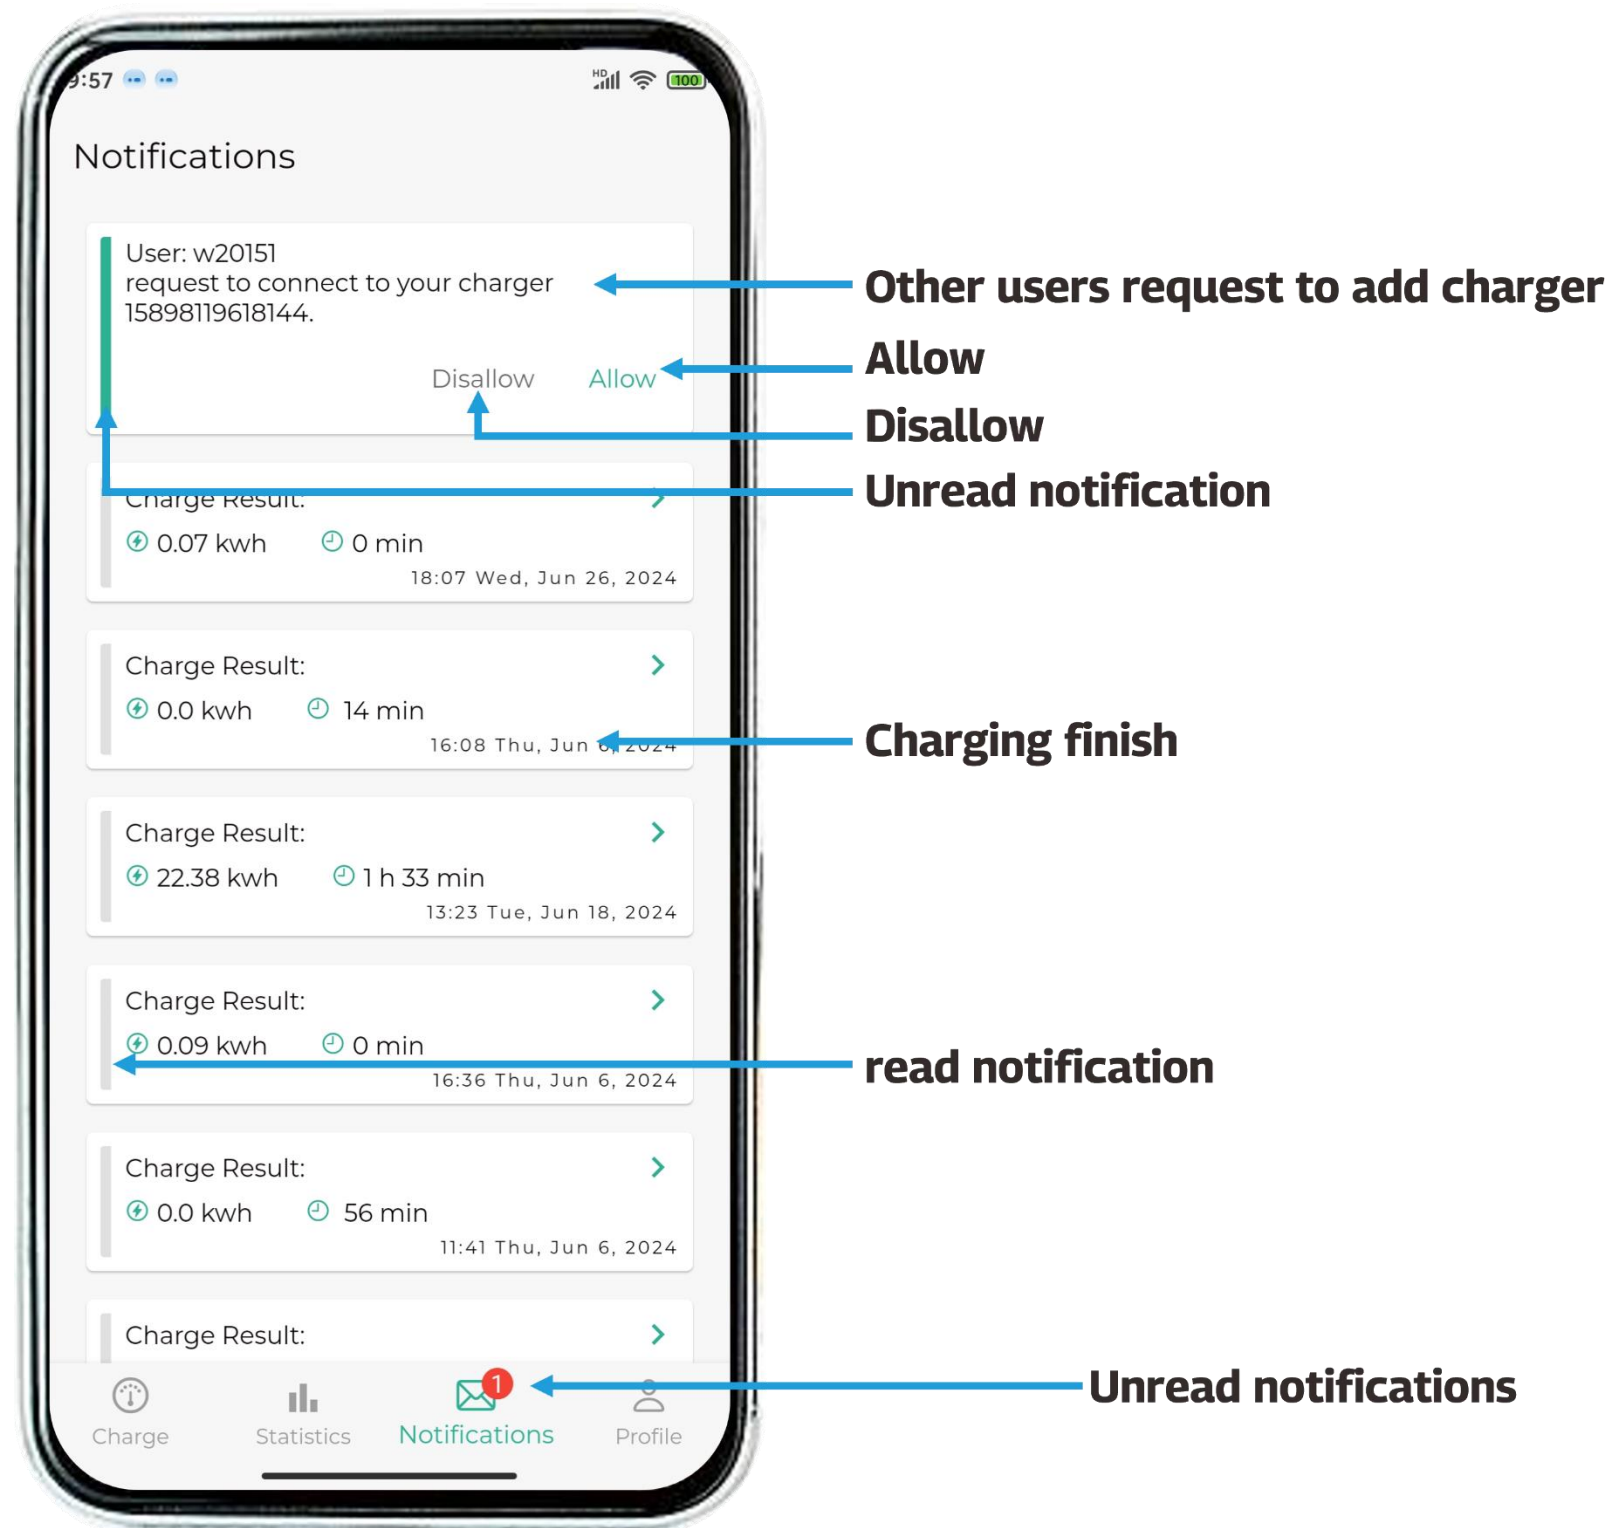 9:57
HD
100
Notifications
User: w20151
request to connect to your charger
15898119618144.
Disallow Allow
Charge Result:
0.07 kwh 0 min
18:07 Wed, Jun 26, 2024
Charge Result:
0.0 kwh 14 min
16:08 Thu, Jun 6, 2024
Charge Result:
22.38 kwh 1 h 33 min
13:23 Tue, Jun 18, 2024
Charge Result:
0.09 kwh 0 min
16:36 Thu, Jun 6, 2024
Charge Result:
0.0 kwh 56 min
11:41 Thu, Jun 6, 2024
Charge Result:
1
Charge Statistics Notifications Profile
Other users request to add charger
Allow
Disallow
Unread notification
Charging finish
read notification
Unread notifications